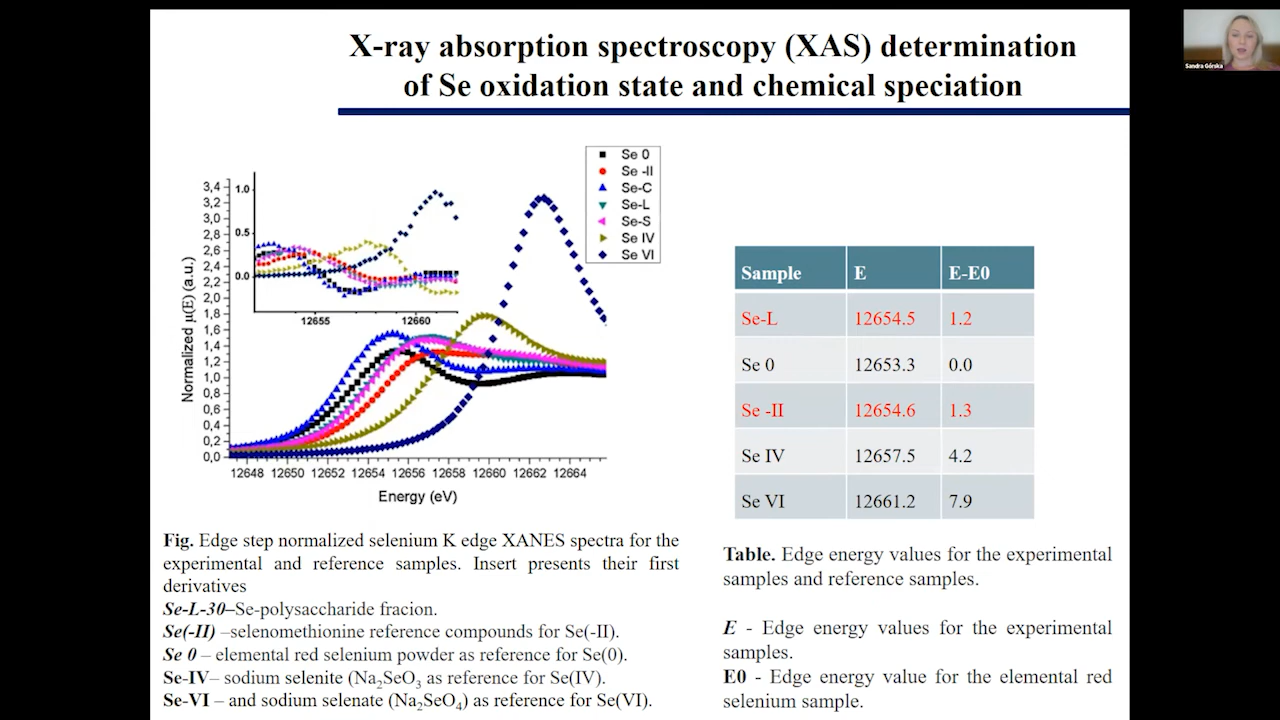 X-ray absorption spectroscopy (XAS) determination
of Se oxidation state and chemical speciation
Sandra Górska
Se 0
Se -II
Se-C
Se-L
Se-S
Se IV
Se VI
3,4
3,2
3,0
2,8
2,6
2,4
2,2
2,0
1,8
1,6
1,4
1,2
1,0
0,8
0,6
0,4
0,2
0,0
Normalized μ(E) (a.u.)
1.0
0.5
0.0
12655 12660
12648 12650 12652 12654 12656 12658 12660 12662 12664
Energy (eV)
Sample E E-E0
Se-L 12654.5 1.2
Se 0 12653.3 0.0
Se -II 12654.6 1.3
Se IV 12657.5 4.2
Se VI 12661.2 7.9
Fig. Edge step normalized selenium K edge XANES spectra for the
experimental and reference samples. Insert presents their first
derivatives
Se-L-30–Se-polysaccharide fracion.
Se(-II) –selenomethionine reference compounds for Se(-II).
Se 0 – elemental red selenium powder as reference for Se(0).
Se-IV– sodium selenite (Na2SeO3 as reference for Se(IV).
Se-VI – and sodium selenate (Na2SeO4) as reference for Se(VI).
Table. Edge energy values for the experimental
samples and reference samples.
E - Edge energy values for the experimental
samples.
E0 - Edge energy value for the elemental red
selenium sample.